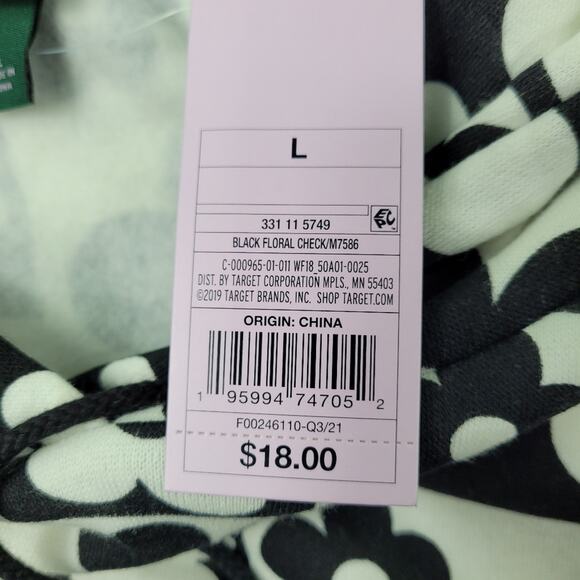 L
331 11 5749
BLACK FLORAL CHECK/M7586
C-000965-01-011 WF18_50A01-0025
DIST. BY TARGET CORPORATION MPLS., MN 55403
©2019 TARGET BRANDS, INC. SHOP TARGET.COM
ORIGIN: CHINA
1 95994 74705 2
F00246110-Q3/21
$18.00